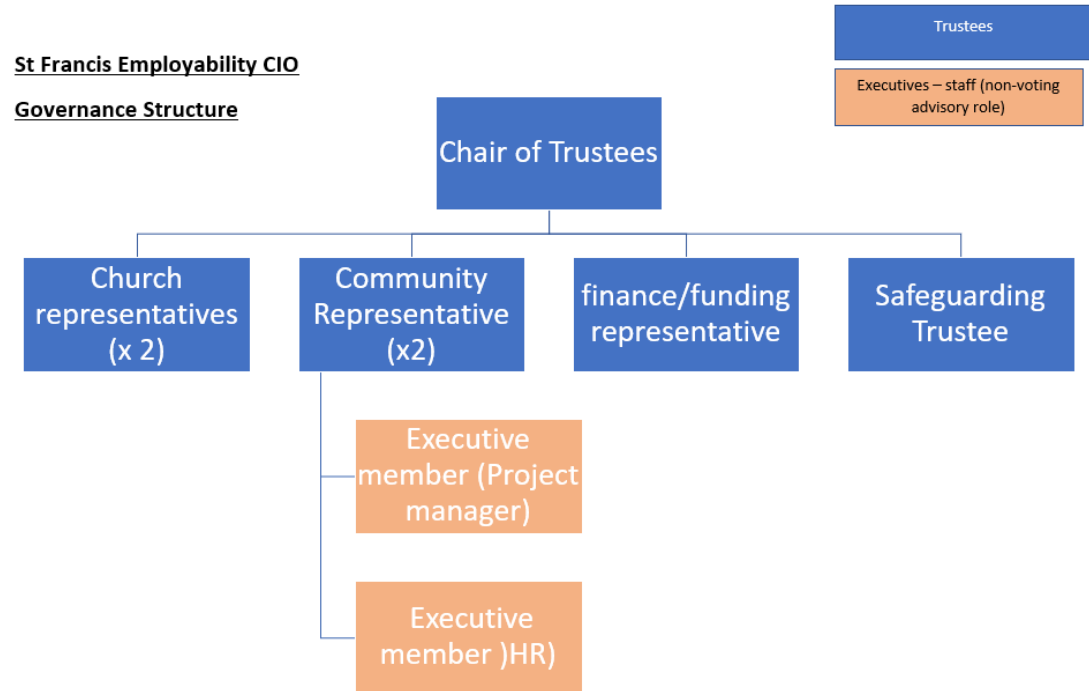 St Francis Employability CIO
Governance Structure
Trustees
Executives – staff (non-voting
advisory role)
Chair of Trustees
Church
representatives
(x 2)
Community
Representative
(x2)
finance/funding
representative
Safeguarding
Trustee
Executive
member (Project
manager)
Executive
member )HR)